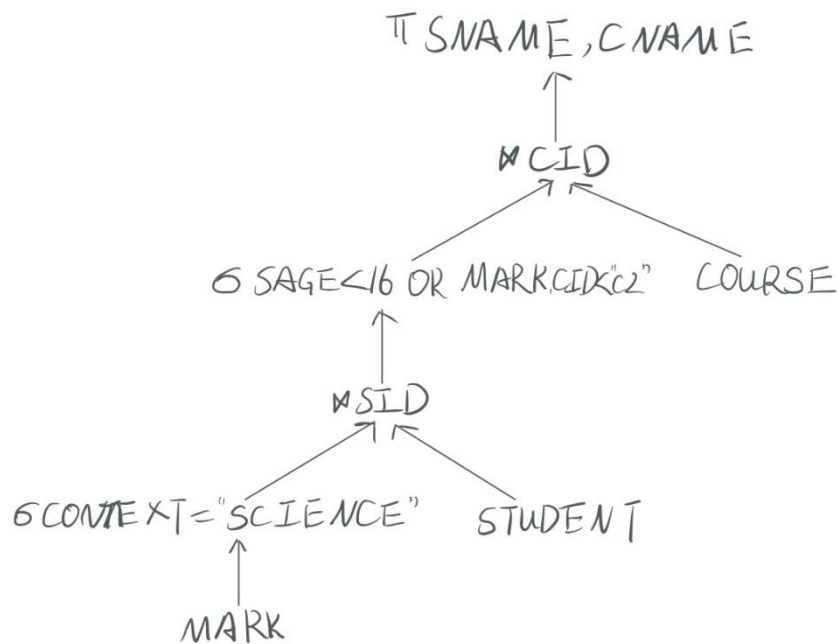 π SNAME, CNAME
⋈ CID
σ SAGE<16 OR MARK.CID<"C2" COURSE
⋈ SID
σ CONTEXT = "SCIENCE" STUDENT
MARK